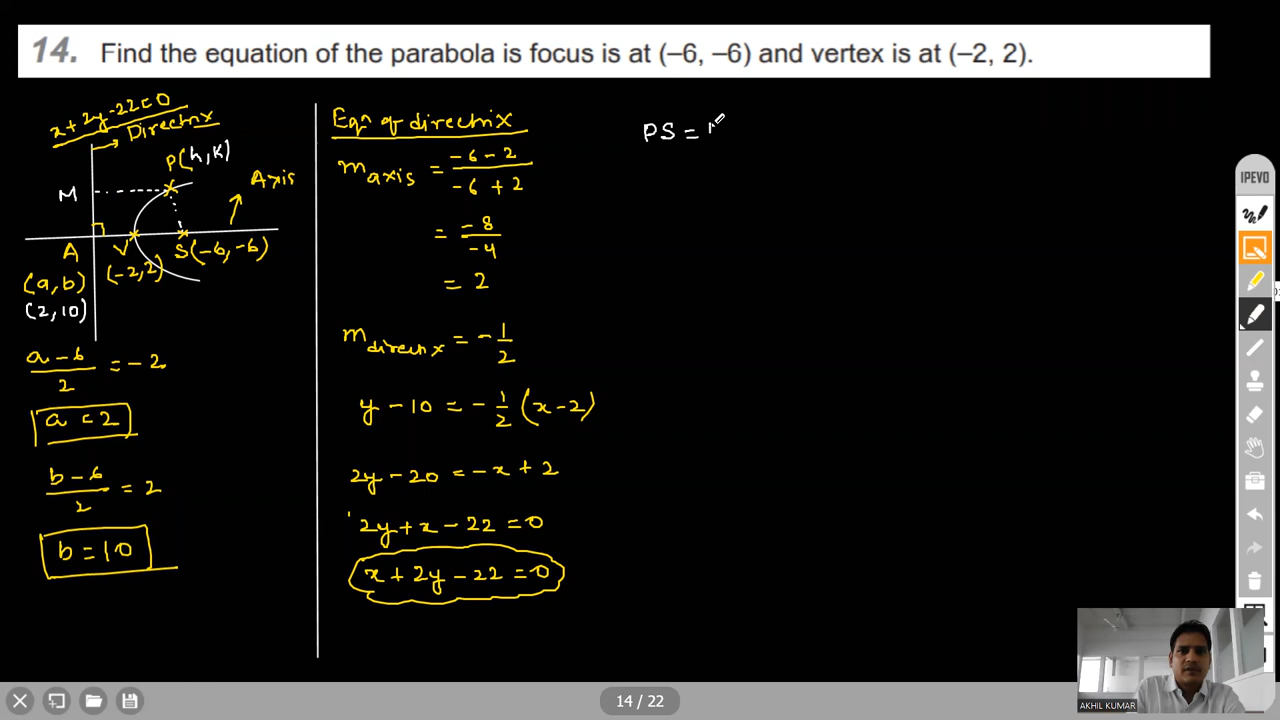 14. Find the equation of the parabola is focus is at (–6, –6) and vertex is at (–2, 2).
x + 2y - 22 = 0
Directrix
P(h, k)
Axis
M
A
V
S(-6, -6)
(a, b)
(-2, 2)
(2, 10)
a - 6 / 2 = - 2
a = 2
b - 6 / 2 = 2
b = 10
Eqn of directrix
m axis = -6 - 2 / -6 + 2
= -8 / -4
= 2
m directrix = - 1/2
y - 10 = - 1/2 (x - 2)
2y - 20 = - x + 2
2y + x - 22 = 0
x + 2y - 22 = 0
PS =
IPEVO
14 / 22
AKHIL KUMAR